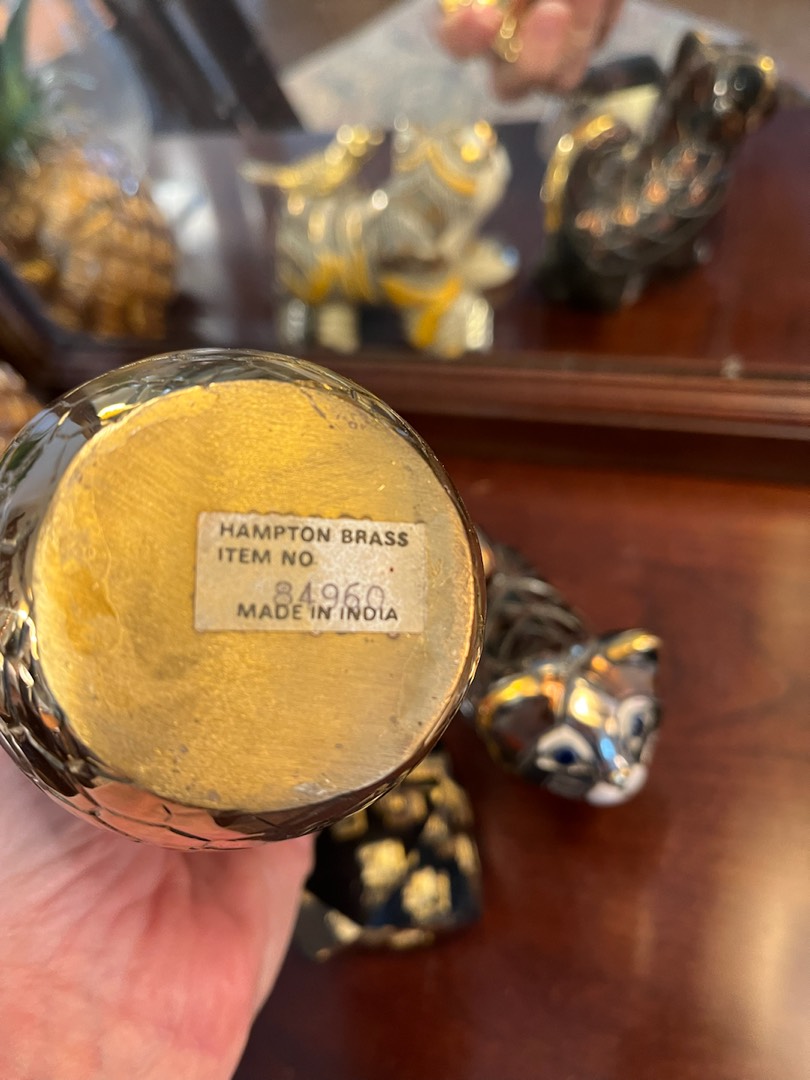 HAMPTON BRASS
ITEM NO
84960
MADE IN INDIA